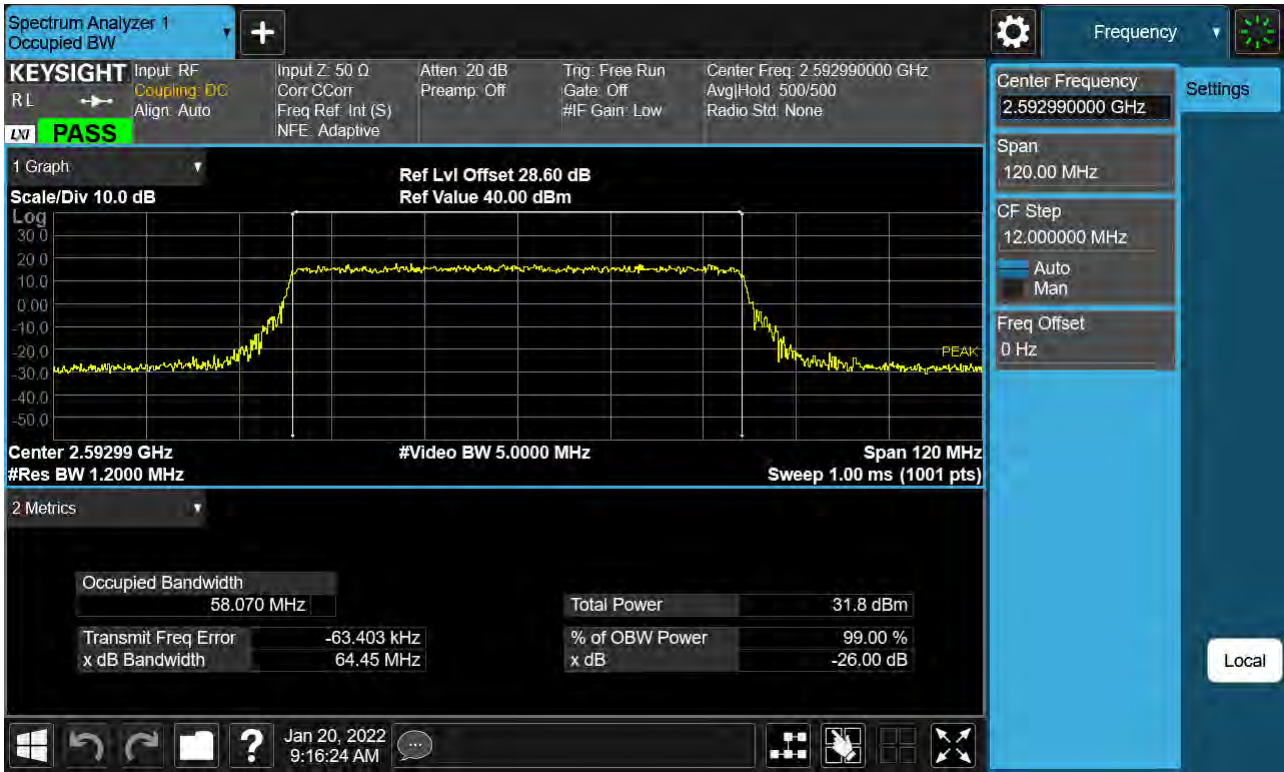 Spectrum Analyzer 1
Occupied BW
+
Frequency
KEYSIGHT
RL
LXI
PASS
Input: RF
Coupling: DC
Align: Auto
Input Z: 50 Ω
Corr CCorr
Freq Ref: Int (S)
NFE: Adaptive
Atten: 20 dB
Preamp: Off
Trig: Free Run
Gate: Off
#IF Gain: Low
Center Freq: 2.592990000 GHz
Avg|Hold: 500/500
Radio Std: None
Center Frequency
2.592990000 GHz
Settings
Span
120.00 MHz
CF Step
12.000000 MHz
Auto
Man
Freq Offset
0 Hz
Local
1 Graph
Scale/Div 10.0 dB
Ref Lvl Offset 28.60 dB
Ref Value 40.00 dBm
Log
30.0
20.0
10.0
0.00
-10.0
-20.0
-30.0
-40.0
-50.0
PEAK
Center 2.59299 GHz
#Video BW 5.0000 MHz
Span 120 MHz
#Res BW 1.2000 MHz
Sweep 1.00 ms (1001 pts)
2 Metrics
Occupied Bandwidth
58.070 MHz
Total Power 31.8 dBm
Transmit Freq Error -63.403 kHz
% of OBW Power 99.00 %
x dB Bandwidth 64.45 MHz
x dB -26.00 dB
?
Jan 20, 2022
9:16:24 AM